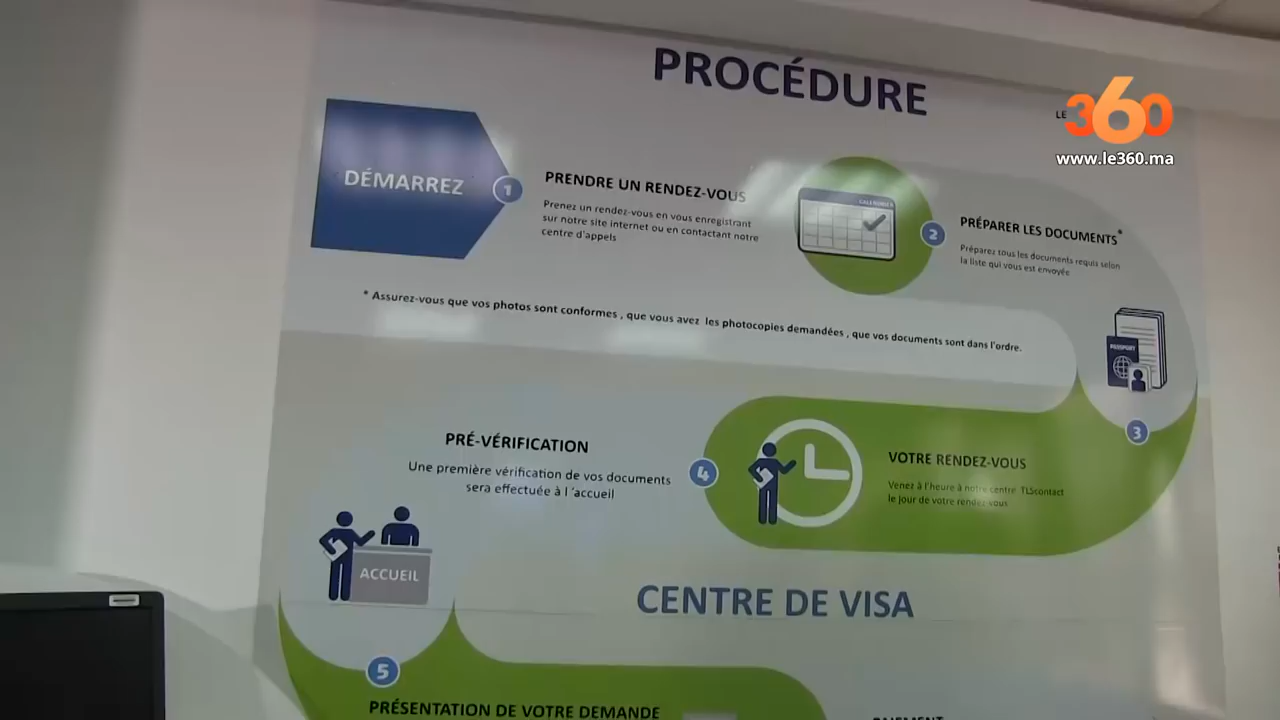 PROCÉDURE
LE
360
www.le360.ma
DÉMARREZ
1
PRENDRE UN RENDEZ-VOUS
Prenez un rendez-vous en vous enregistrant
sur notre site internet ou en contactant notre
centre d'appels
CALENDRIER
2
PRÉPARER LES DOCUMENTS*
Préparez tous les documents requis selon
la liste qui vous est envoyée
* Assurez-vous que vos photos sont conformes , que vous avez les photocopies demandées , que vos documents sont dans l'ordre.
PASSPORT
3
VOTRE RENDEZ-VOUS
Venez à l'heure à notre centre TLScontact
le jour de votre rendez-vous
4
PRÉ-VÉRIFICATION
Une première vérification de vos documents
sera effectuée à l 'accueil
ACCUEIL
CENTRE DE VISA
5
PRÉSENTATION DE VOTRE DEMANDE